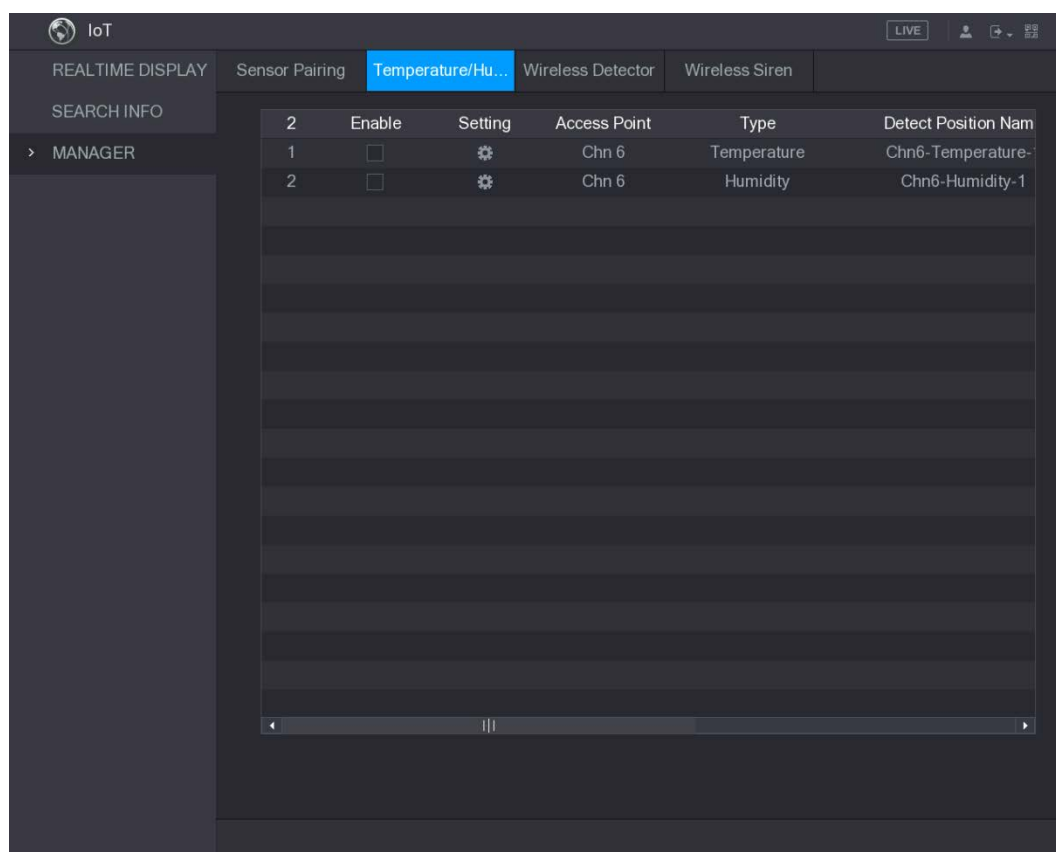 IoT
LIVE
REALTIME DISPLAY
SEARCH INFO
> MANAGER
Sensor Pairing Temperature/Hu... Wireless Detector Wireless Siren
2 Enable Setting Access Point Type Detect Position Nam
1 Chn 6 Temperature Chn6-Temperature-1
2 Chn 6 Humidity Chn6-Humidity-1